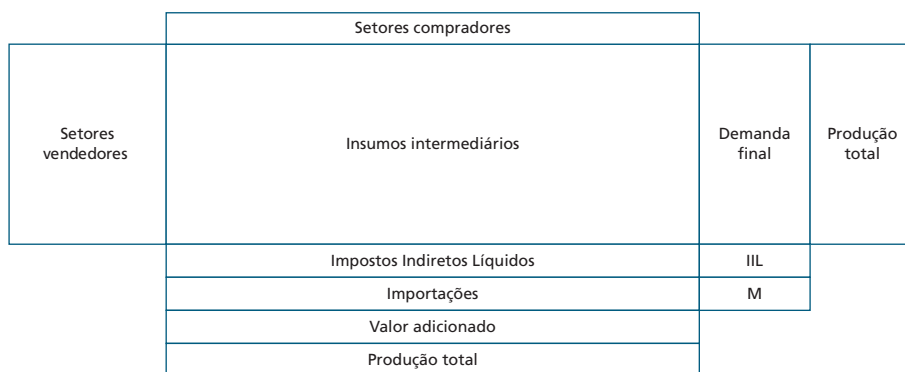 Setores compradores
Setores
vendedores
Insumos intermediários
Demanda
final
Produção
total
Impostos Indiretos Líquidos
IIL
Importações
M
Valor adicionado
Produção total